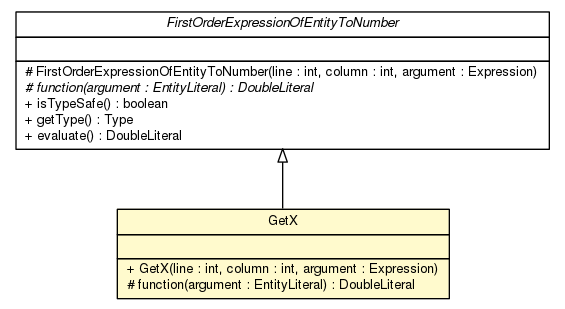 FirstOrderExpressionOfEntityToNumber
# FirstOrderExpressionOfEntityToNumber(line : int, column : int, argument : Expression)
# function(argument : EntityLiteral) : DoubleLiteral
+ isTypeSafe() : boolean
+ getType() : Type
+ evaluate() : DoubleLiteral
GetX
+ GetX(line : int, column : int, argument : Expression)
# function(argument : EntityLiteral) : DoubleLiteral